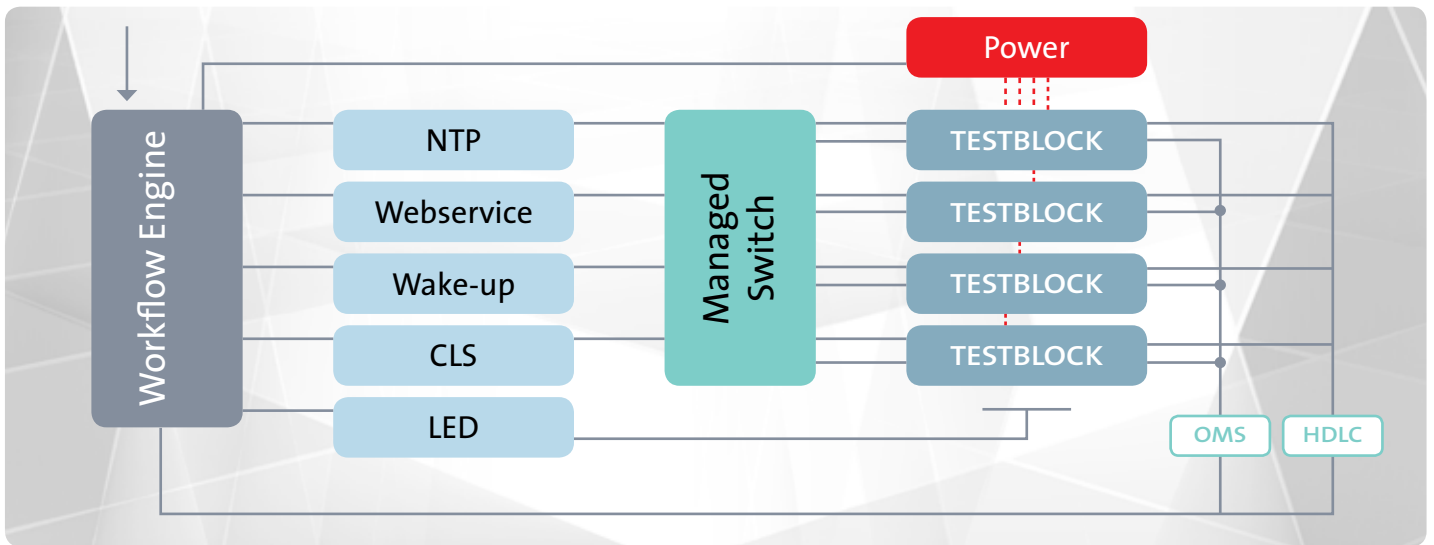 Power
Workflow Engine
NTP
Webservice
Wake-up
CLS
LED
Managed
Switch
TESTBLOCK
TESTBLOCK
TESTBLOCK
TESTBLOCK
OMS
HDLC